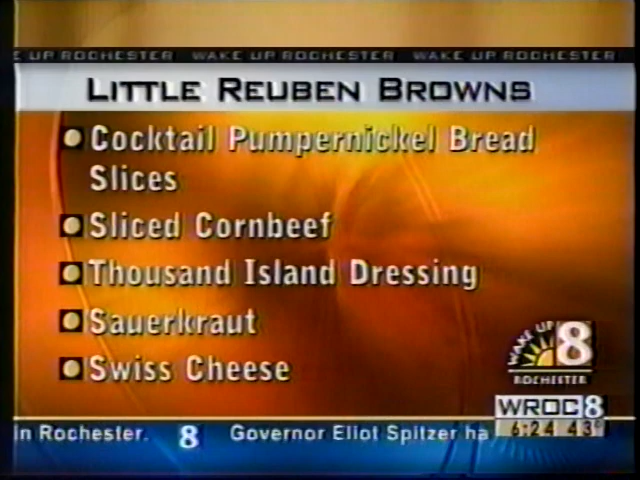 E UP ROCHESTER WAKE UP ROCHESTER WAKE UP ROCHESTER
LITTLE REUBEN BROWNS
Cocktail Pumpernickel Bread
Slices
Sliced Cornbeef
Thousand Island Dressing
Sauerkraut
Swiss Cheese
WAKE UP 8
ROCHESTER
WROC 8
6:24 43°
in Rochester. 8 Governor Eliot Spitzer ha